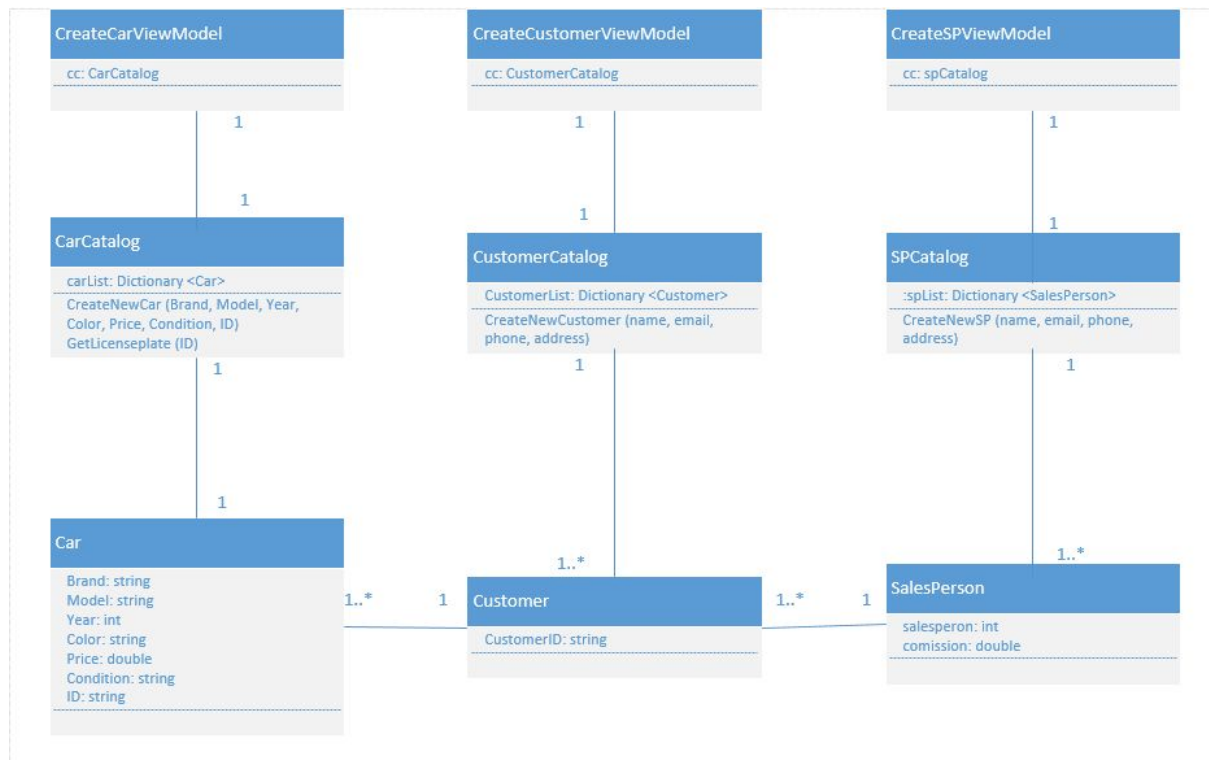 CreateCarViewModel
cc: CarCatalog
1
1
CreateCustomerViewModel
cc: CustomerCatalog
1
1
CreateSPViewModel
cc: spCatalog
1
1
CarCatalog
carList: Dictionary <Car>
CreateNewCar (Brand, Model, Year,
Color, Price, Condition, ID)
GetLicenseplate (ID)
1
1
CustomerCatalog
CustomerList: Dictionary <Customer>
CreateNewCustomer (name, email,
phone, address)
1
1..*
SPCatalog
:spList: Dictionary <SalesPerson>
CreateNewSP (name, email, phone,
address)
1
1..*
Car
Brand: string
Model: string
Year: int
Color: string
Price: double
Condition: string
ID: string
1..*
1
Customer
CustomerID: string
1..*
1
SalesPerson
salesperon: int
comission: double